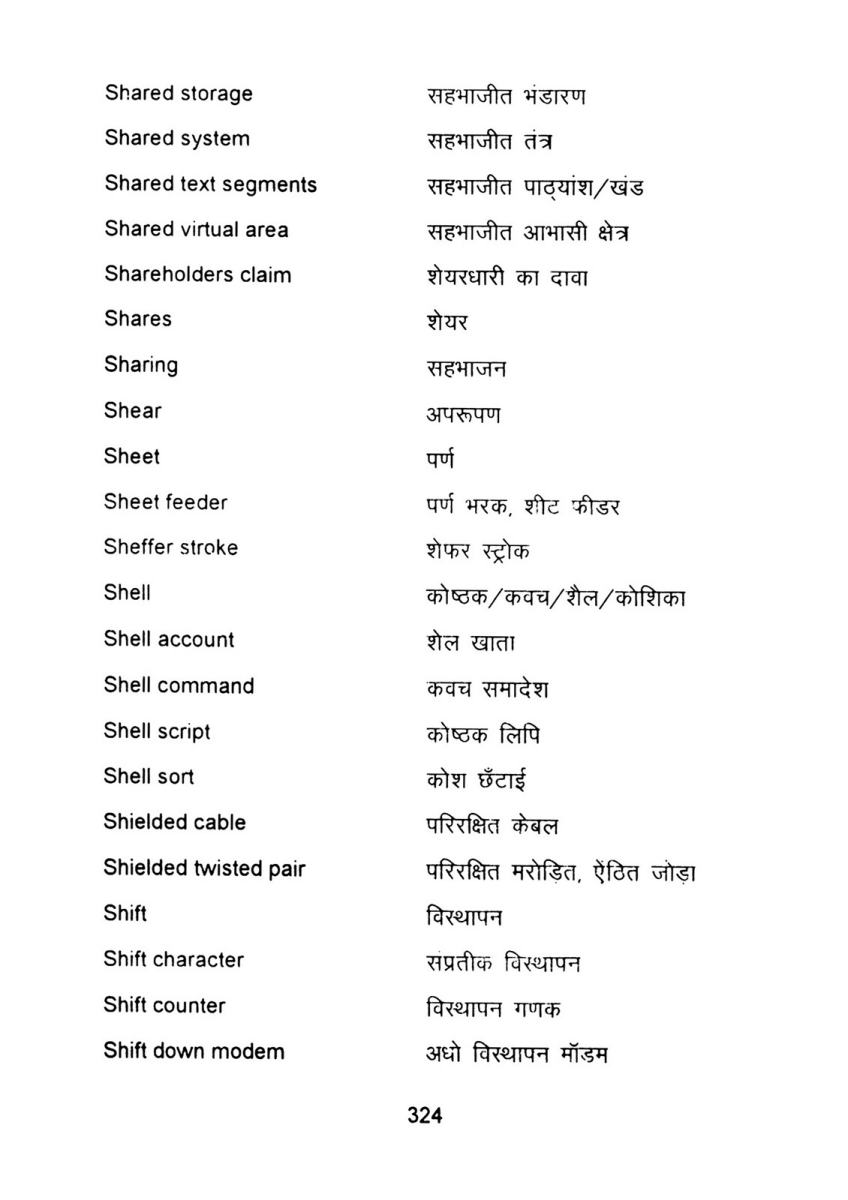 Shared storage सहभाजीत भंडारण
Shared system सहभाजीत तंत्र
Shared text segments सहभाजीत पाठ्यांश/खंड
Shared virtual area सहभाजीत आभासी क्षेत्र
Shareholders claim शेयरधारी का दावा
Shares शेयर
Sharing सहभाजन
Shear अपरूपण
Sheet पर्ण
Sheet feeder पर्ण भरक, शीट फीडर
Sheffer stroke शेफर स्ट्रोक
Shell कोष्ठक/कवच/शैल/कोशिका
Shell account शेल खाता
Shell command कवच समादेश
Shell script कोष्ठक लिपि
Shell sort कोश छँटाई
Shielded cable परिरक्षित केबल
Shielded twisted pair परिरक्षित मरोड़ित, ऐंठित जोड़ा
Shift विस्थापन
Shift character संप्रतीक विस्थापन
Shift counter विस्थापन गणक
Shift down modem अधो विस्थापन मॉडम
324